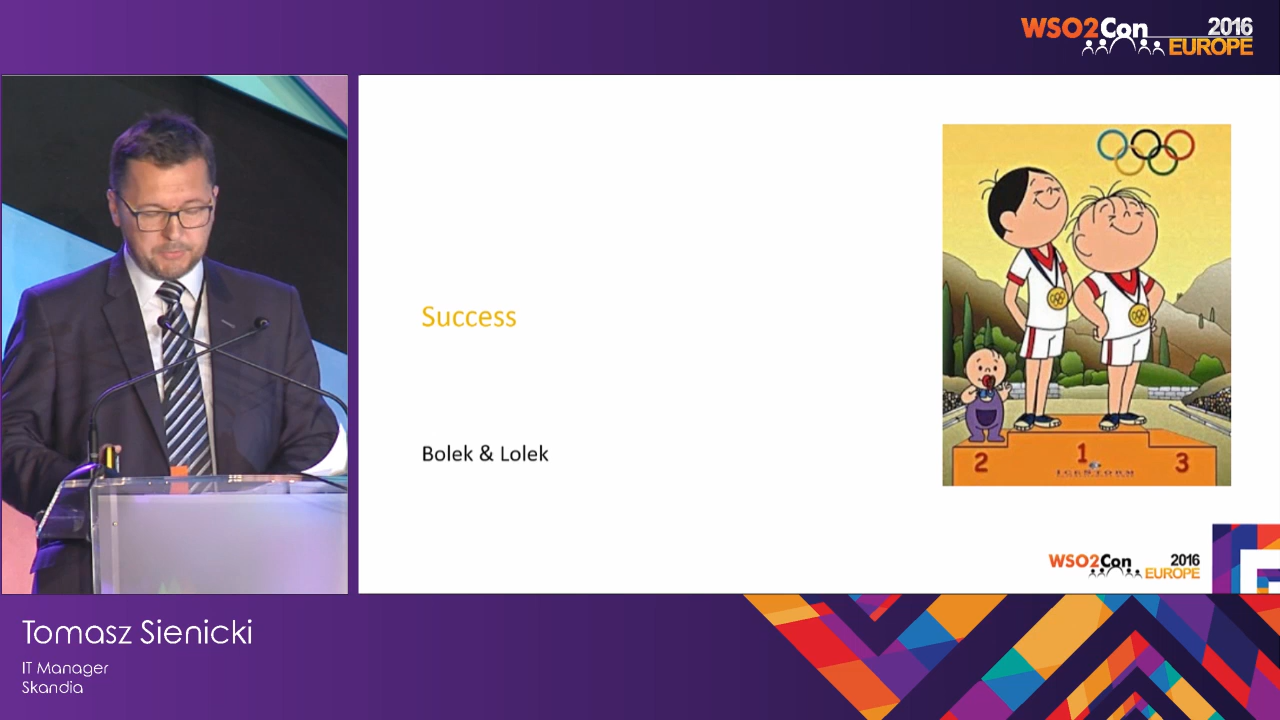 WSO2Con 2016
EUROPE
Success
Bolek & Lolek
2
1
3
WSO2Con 2016
EUROPE
Tomasz Sienicki
IT Manager
Skandia